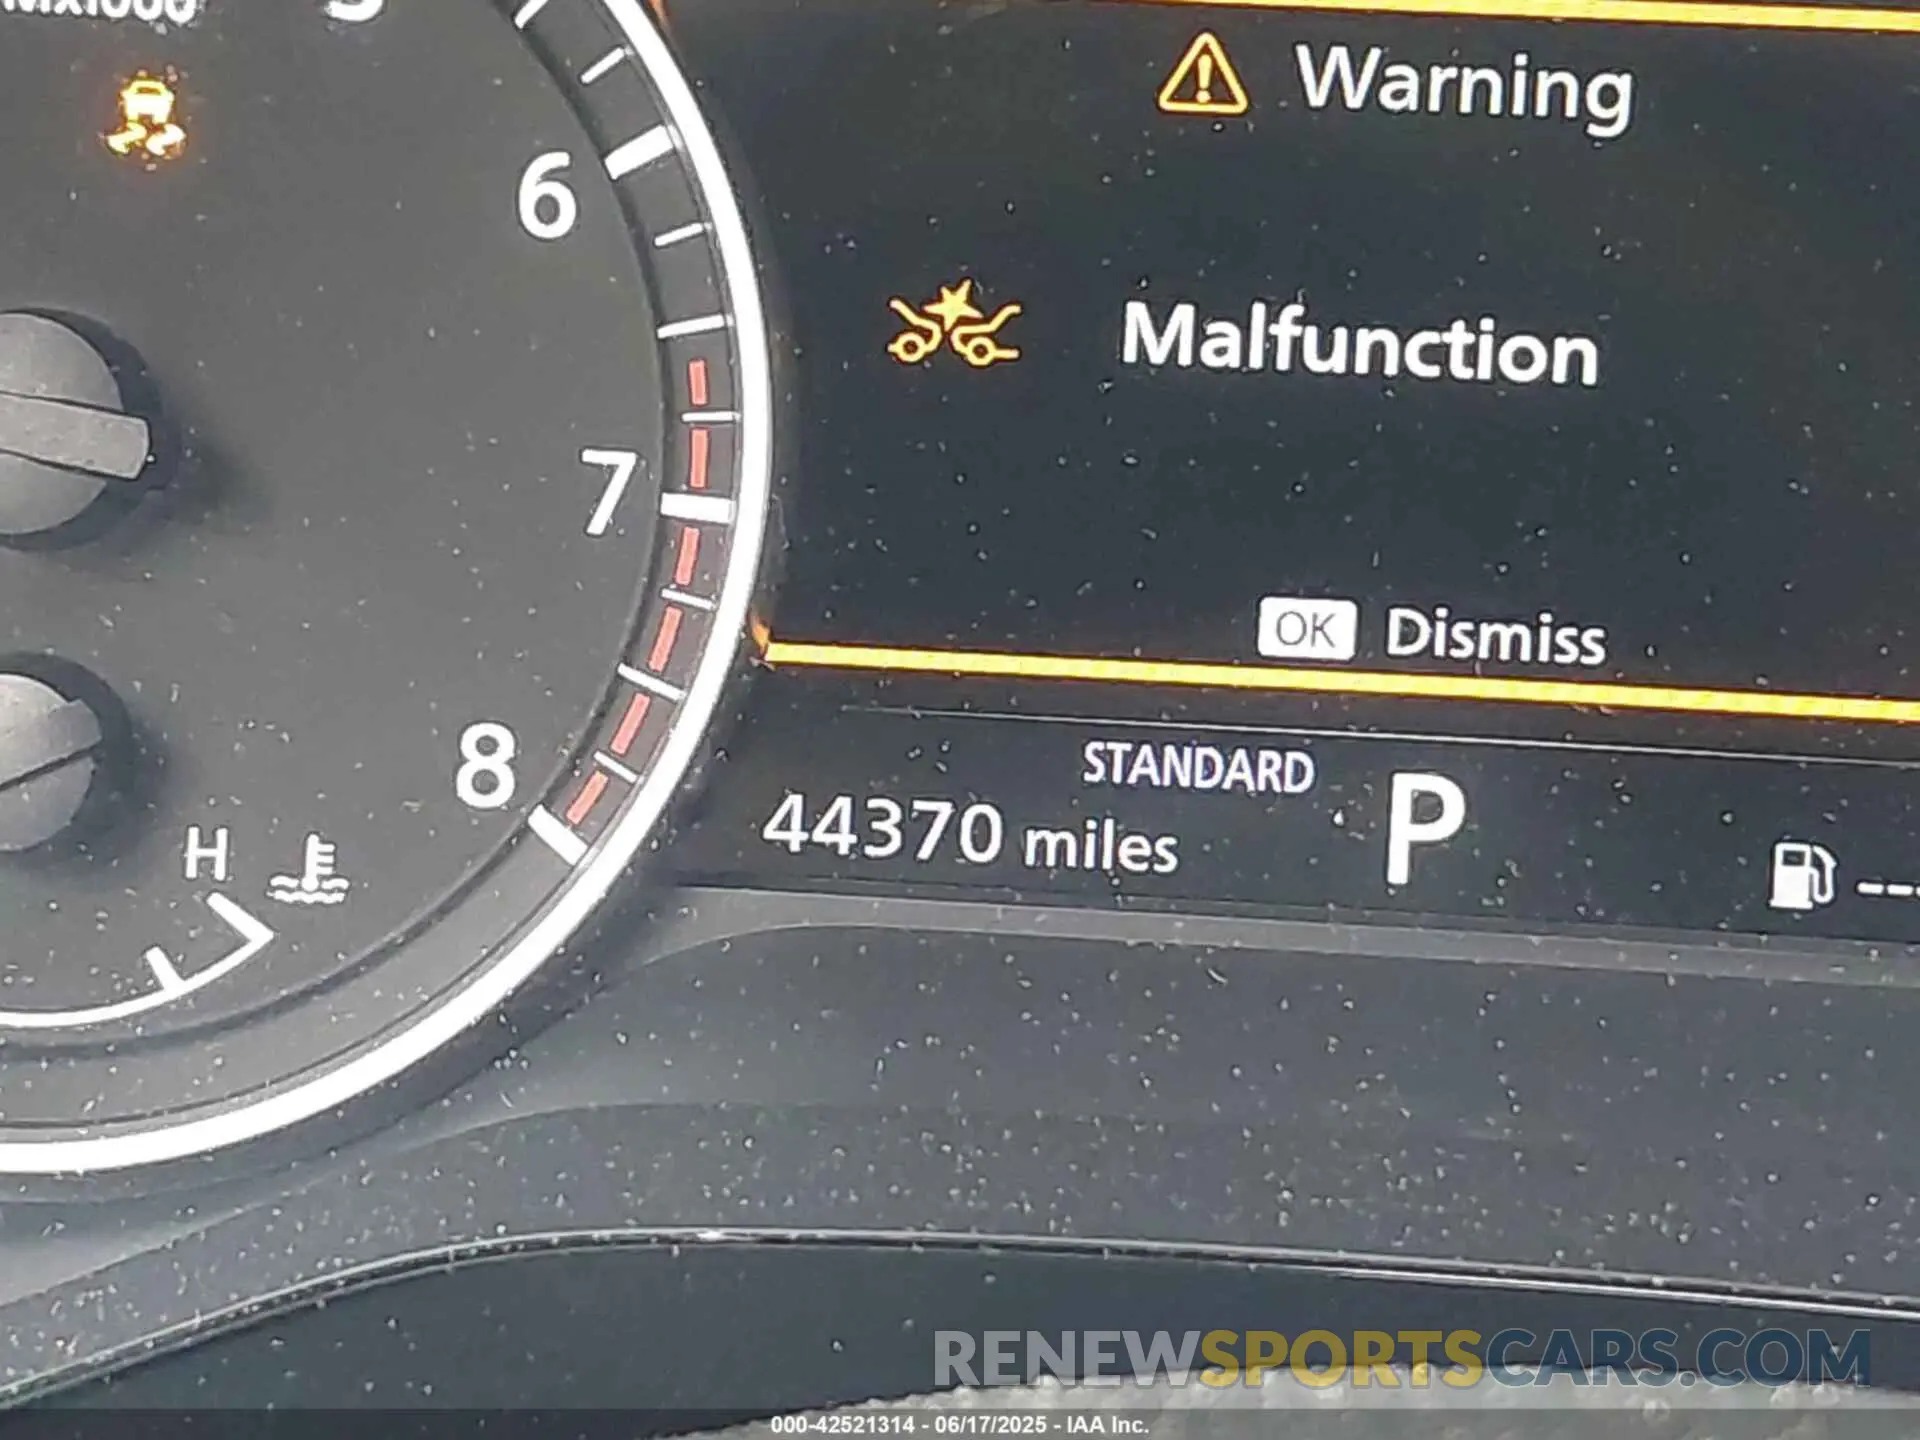 5
6
7
8
H
Warning
Malfunction
OK Dismiss
STANDARD
44370 miles
P
---
RENEWSPORTSCARS.COM
000-42521314 - 06/17/2025 - IAA Inc.